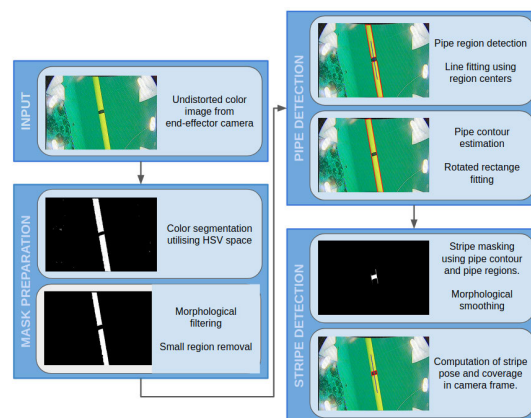 INPUT
Undistorted color
image from
end-effector camera
MASK PREPARATION
Color segmentation
utilising HSV space
Morphological
filtering
Small region removal
PIPE DETECTION
Pipe region detection
Line fitting using
region centers
Pipe contour
estimation
Rotated rectange
fitting
STRIPE DETECTION
Stripe masking
using pipe contour
and pipe regions.
Morphological
smoothing
Computation of stripe
pose and coverage
in camera frame.